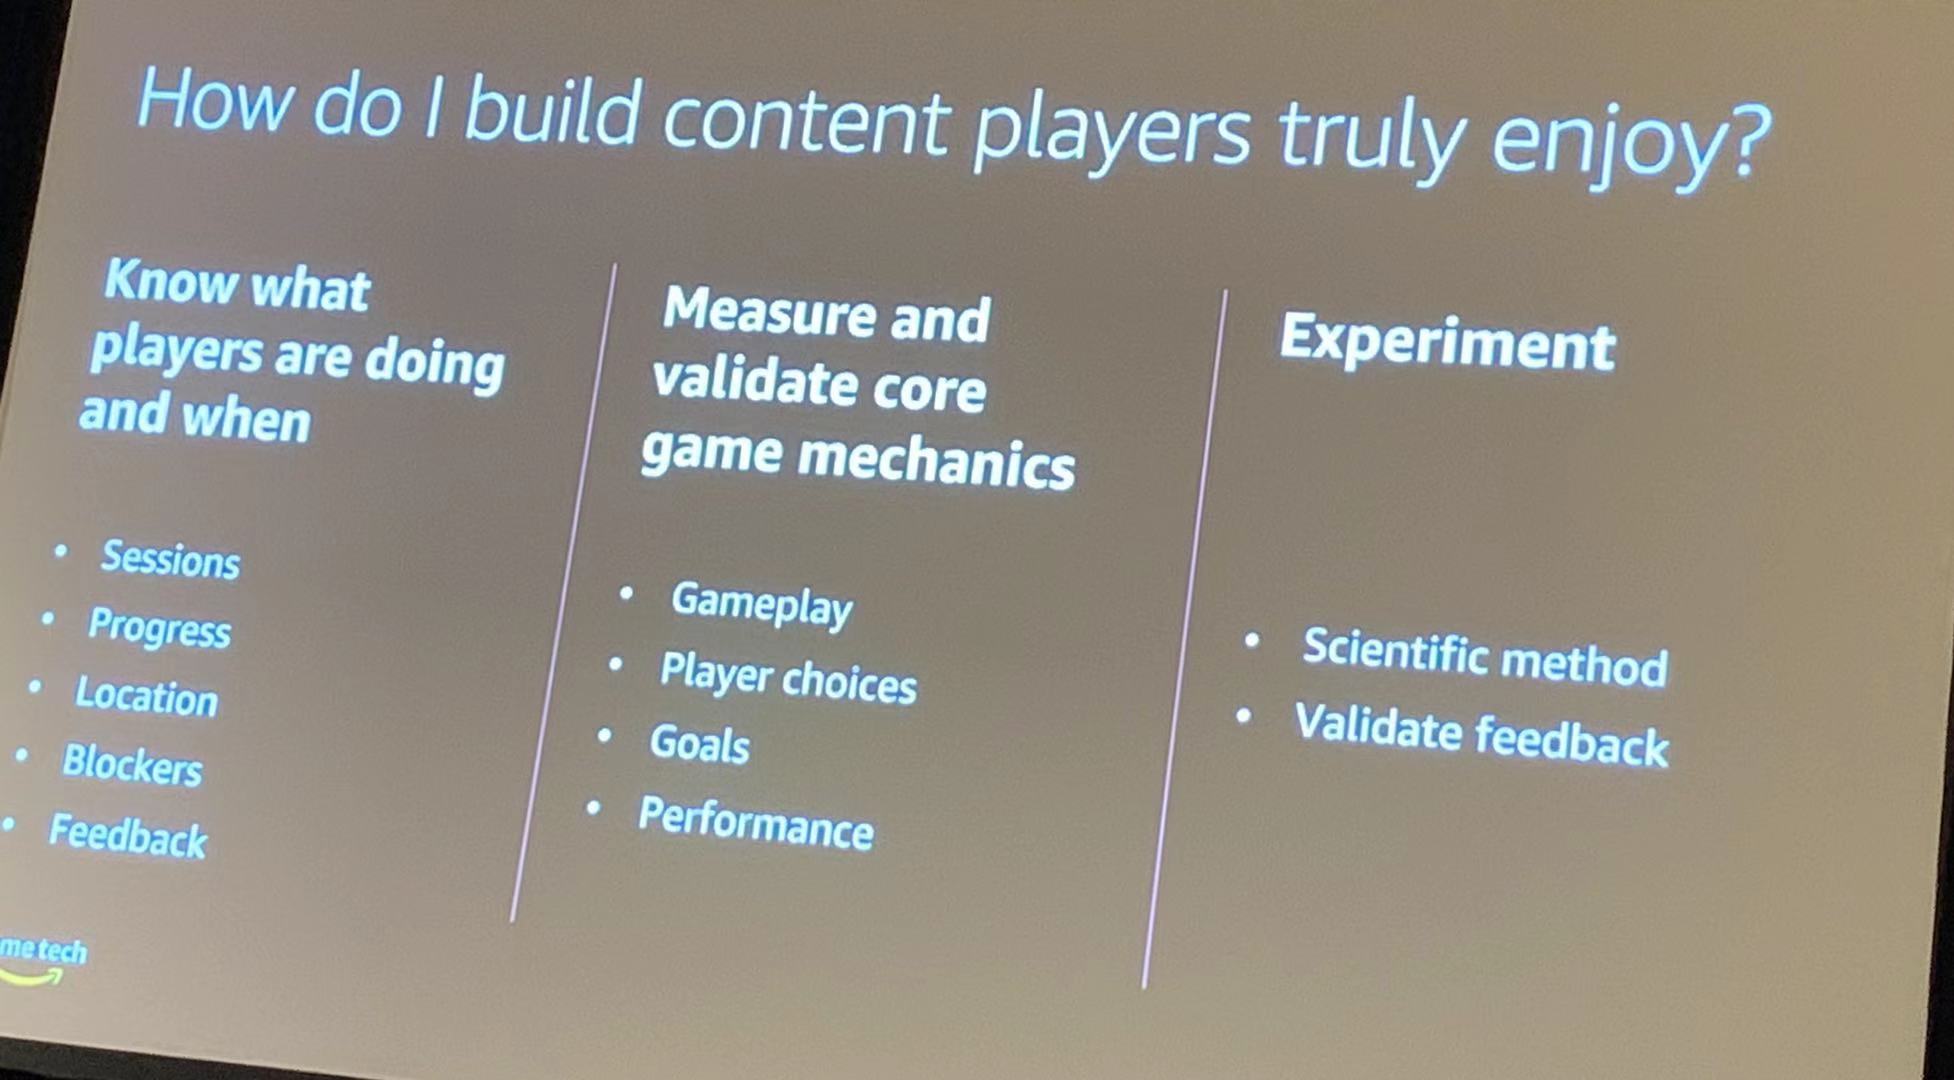 How do I build content players truly enjoy?
Know what
players are doing
and when
• Sessions
• Progress
• Location
• Blockers
• Feedback
Measure and
validate core
game mechanics
• Gameplay
• Player choices
• Goals
• Performance
Experiment
• Scientific method
• Validate feedback
me tech